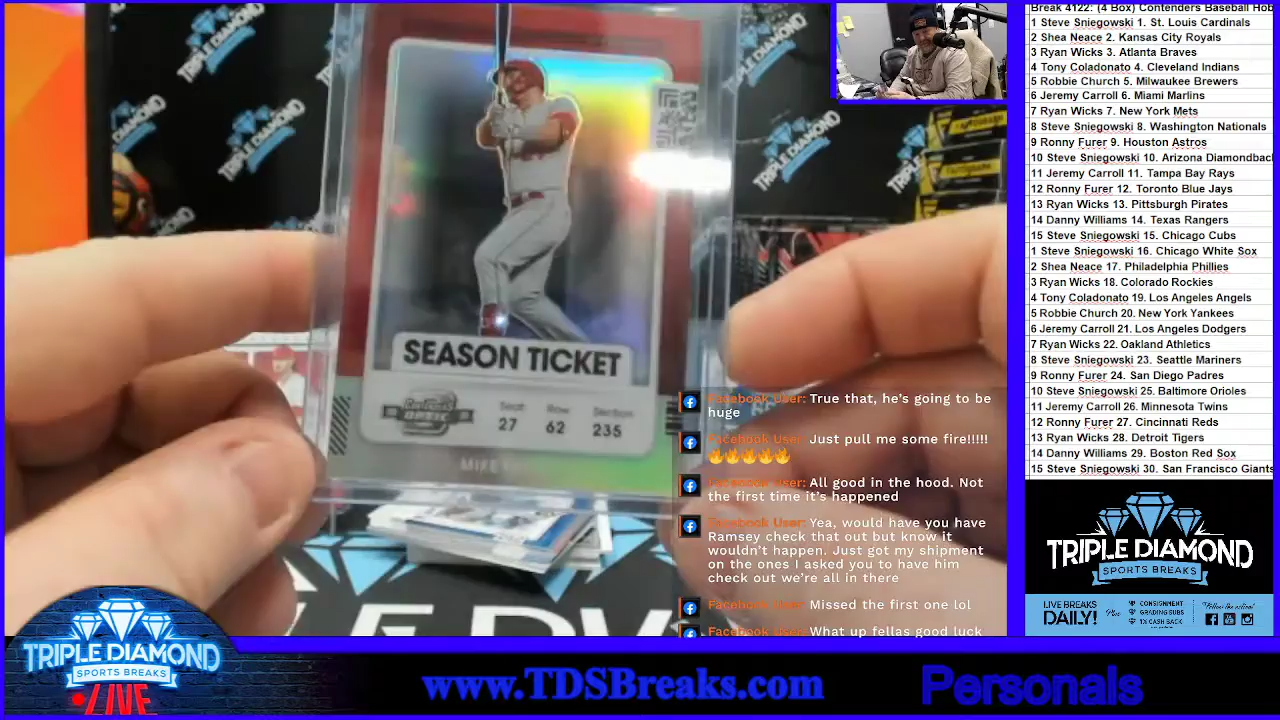 SEASON TICKET
CONTENDERS
OPTIC
Seat Row Section
27 62 235
MIKE
Facebook User: True that, he's going to be
huge
Facebook User: Just pull me some fire!!!!!
🔥🔥🔥🔥🔥
Facebook User: All good in the hood. Not
the first time it's happened
Facebook User: Yea, would have you have
Ramsey check that out but know it
wouldn't happen. Just got my shipment
on the ones I asked you to have him
check out we're all in there
Facebook User: Missed the first one lol
Facebook User: What up fellas good luck
Break 4122: (4 Box) Contenders Baseball Hob
1 Steve Sniegowski 1. St. Louis Cardinals
2 Shea Neace 2. Kansas City Royals
3 Ryan Wicks 3. Atlanta Braves
4 Tony Coladonato 4. Cleveland Indians
5 Robbie Church 5. Milwaukee Brewers
6 Jeremy Carroll 6. Miami Marlins
7 Ryan Wicks 7. New York Mets
8 Steve Sniegowski 8. Washington Nationals
9 Ronny Furer 9. Houston Astros
10 Steve Sniegowski 10. Arizona Diamondback
11 Jeremy Carroll 11. Tampa Bay Rays
12 Ronny Furer 12. Toronto Blue Jays
13 Ryan Wicks 13. Pittsburgh Pirates
14 Danny Williams 14. Texas Rangers
15 Steve Sniegowski 15. Chicago Cubs
1 Steve Sniegowski 16. Chicago White Sox
2 Shea Neace 17. Philadelphia Phillies
3 Ryan Wicks 18. Colorado Rockies
4 Tony Coladonato 19. Los Angeles Angels
5 Robbie Church 20. New York Yankees
6 Jeremy Carroll 21. Los Angeles Dodgers
7 Ryan Wicks 22. Oakland Athletics
8 Steve Sniegowski 23. Seattle Mariners
9 Ronny Furer 24. San Diego Padres
10 Steve Sniegowski 25. Baltimore Orioles
11 Jeremy Carroll 26. Minnesota Twins
12 Ronny Furer 27. Cincinnati Reds
13 Ryan Wicks 28. Detroit Tigers
14 Danny Williams 29. Boston Red Sox
15 Steve Sniegowski 30. San Francisco Giants
TRIPLE DIAMOND
SPORTS BREAKS
LIVE BREAKS
DAILY!
Plus
CONSIGNMENT
GRADING SUBS
1% CASH BACK
TRIPLE DIAMOND
SPORTS BREAKS
LIVE
www.TDSBreaks.com
Personals